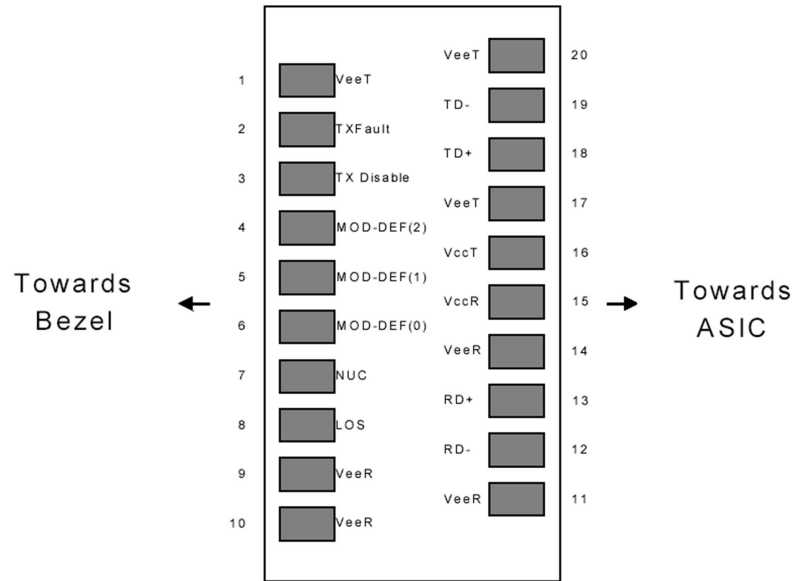 VeeT 20
1 VeeT
TD- 19
2 TXFault
TD+ 18
3 TX Disable
VeeT 17
4 MOD-DEF(2)
VccT 16
5 MOD-DEF(1)
Towards
Bezel
VccR 15
Towards
ASIC
6 MOD-DEF(0)
VeeR 14
7 NUC
RD+ 13
8 LOS
RD- 12
9 VeeR
VeeR 11
10 VeeR